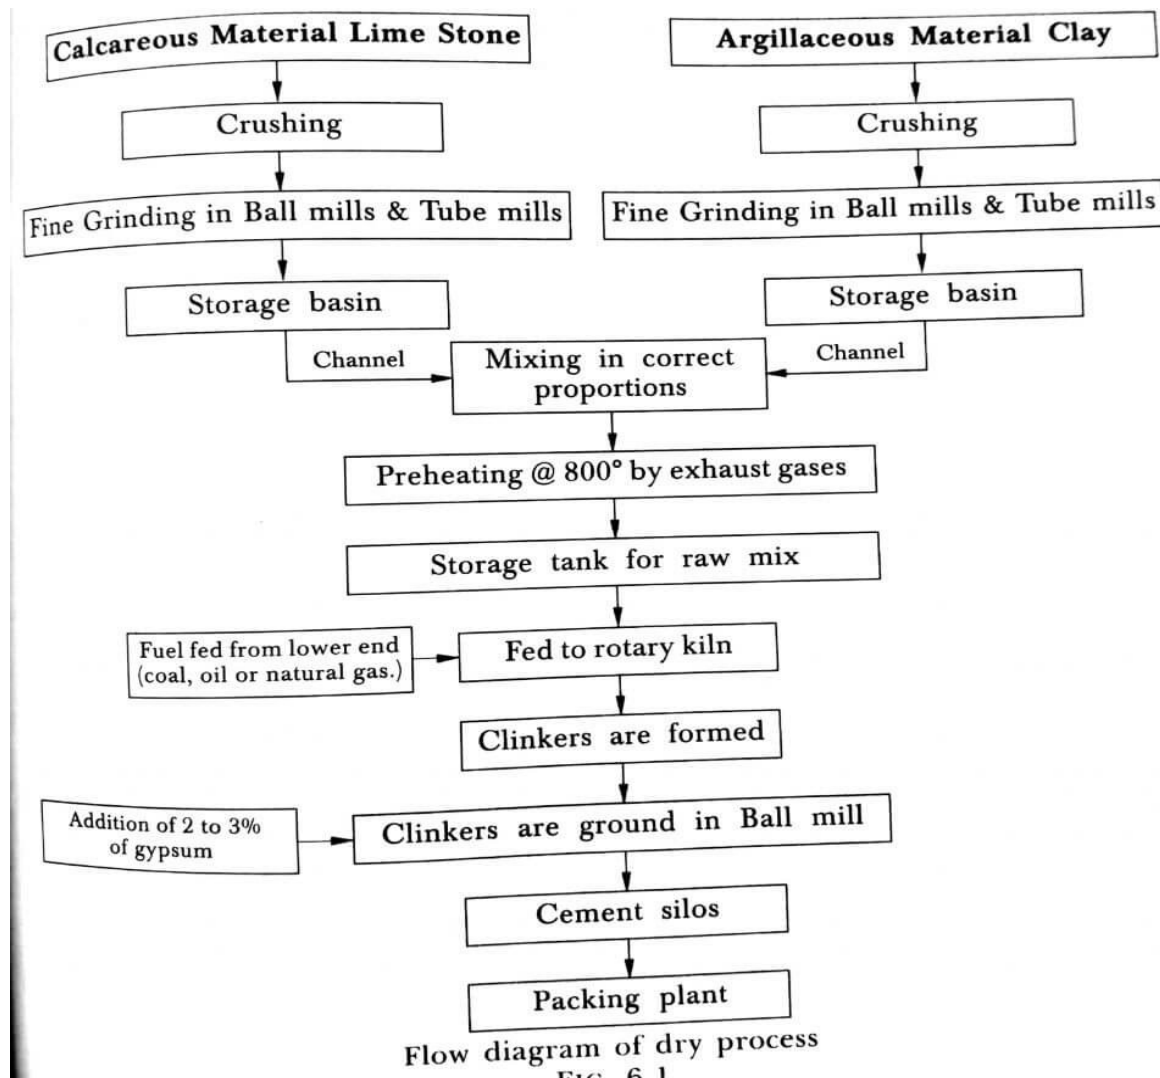 Calcareous Material Lime Stone
Argillaceous Material Clay
Crushing
Crushing
Fine Grinding in Ball mills & Tube mills
Fine Grinding in Ball mills & Tube mills
Storage basin
Storage basin
Channel
Mixing in correct
proportions
Channel
Preheating @ 800° by exhaust gases
Storage tank for raw mix
Fuel fed from lower end
(coal, oil or natural gas.)
Fed to rotary kiln
Clinkers are formed
Addition of 2 to 3%
of gypsum
Clinkers are ground in Ball mill
Cement silos
Packing plant
Flow diagram of dry process
FIG. 6.1